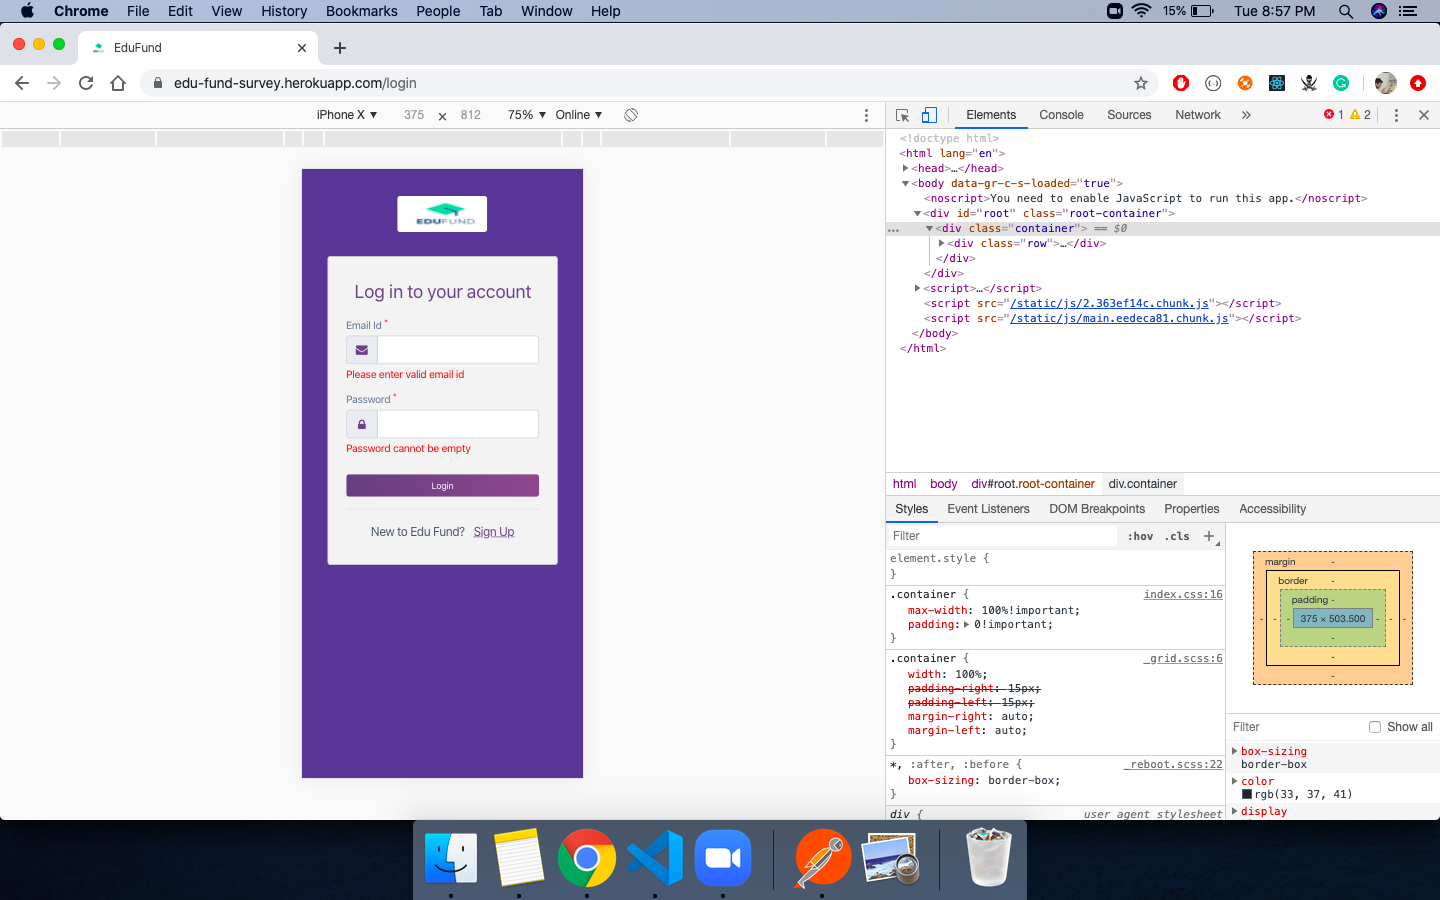 Chrome File Edit View History Bookmarks People Tab Window Help 15% Tue 8:57 PM
EduFund
edu-fund-survey.herokuapp.com/login
iPhone X ▼ 375 × 812 75% ▼ Online ▼
EDUFUND
Log in to your account
Email Id *
Please enter valid email id
Password *
Password cannot be empty
Login
New to Edu Fund? Sign Up
Elements Console Sources Network » 1 2
<!doctype html>
<html lang="en">
<head>…</head>
<body data-gr-c-s-loaded="true">
<noscript>You need to enable JavaScript to run this app.</noscript>
<div id="root" class="root-container">
… <div class="container"> == $0
<div class="row">…</div>
</div>
</div>
<script>…</script>
<script src="/static/js/2.363ef14c.chunk.js"></script>
<script src="/static/js/main.eedeca81.chunk.js"></script>
</body>
</html>
html body div#root.root-container div.container
Styles Event Listeners DOM Breakpoints Properties Accessibility
Filter :hov .cls +
element.style {
}
.container { index.css:16
max-width: 100%!important;
padding: 0!important;
}
.container { _grid.scss:6
width: 100%;
padding-right: 15px;
padding-left: 15px;
margin-right: auto;
margin-left: auto;
}
*, :after, :before { _reboot.scss:22
box-sizing: border-box;
}
div { user agent stylesheet
margin -
border -
padding -
- - - 375 × 503.500 - - -
-
-
-
Filter Show all
box-sizing
border-box
color
rgb(33, 37, 41)
display